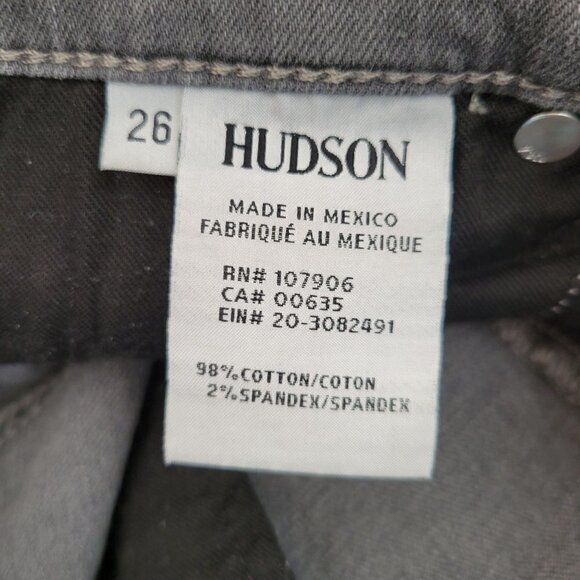 26
HUDSON
MADE IN MEXICO
FABRIQUÉ AU MEXIQUE
RN# 107906
CA# 00635
EIN# 20-3082491
98%COTTON/COTON
2%SPANDEX/SPANDEX